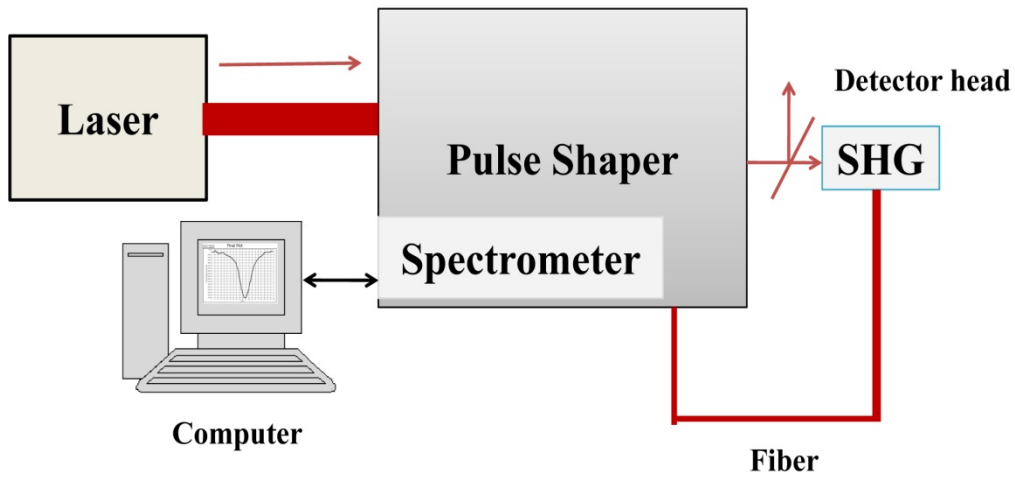 Laser
Pulse Shaper
Detector head
SHG
Spectrometer
Computer
Fiber